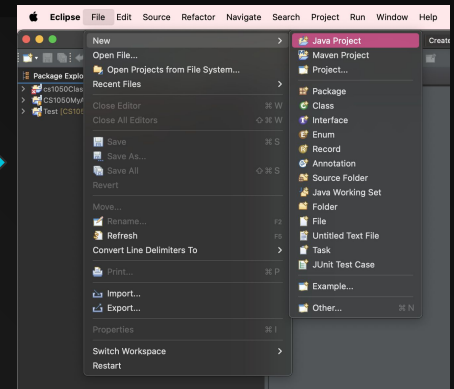 Eclipse File Edit Source Refactor Navigate Search Project Run Window Help
Create
Package Explo
cs1050Clas
CS1050MyA
Test [CS105
New
Open File...
Open Projects from File System...
Recent Files
Close Editor ⌘ W
Close All Editors ⇧ ⌘ W
Save ⌘ S
Save As...
Save All ⇧ ⌘ S
Revert
Move...
Rename... F2
Refresh F5
Convert Line Delimiters To
Print... ⌘ P
Import...
Export...
Properties ⌘ I
Switch Workspace
Restart
Java Project
Maven Project
Project...
Package
Class
Interface
Enum
Record
Annotation
Source Folder
Java Working Set
Folder
File
Untitled Text File
Task
JUnit Test Case
Example...
Other... ⌘ N